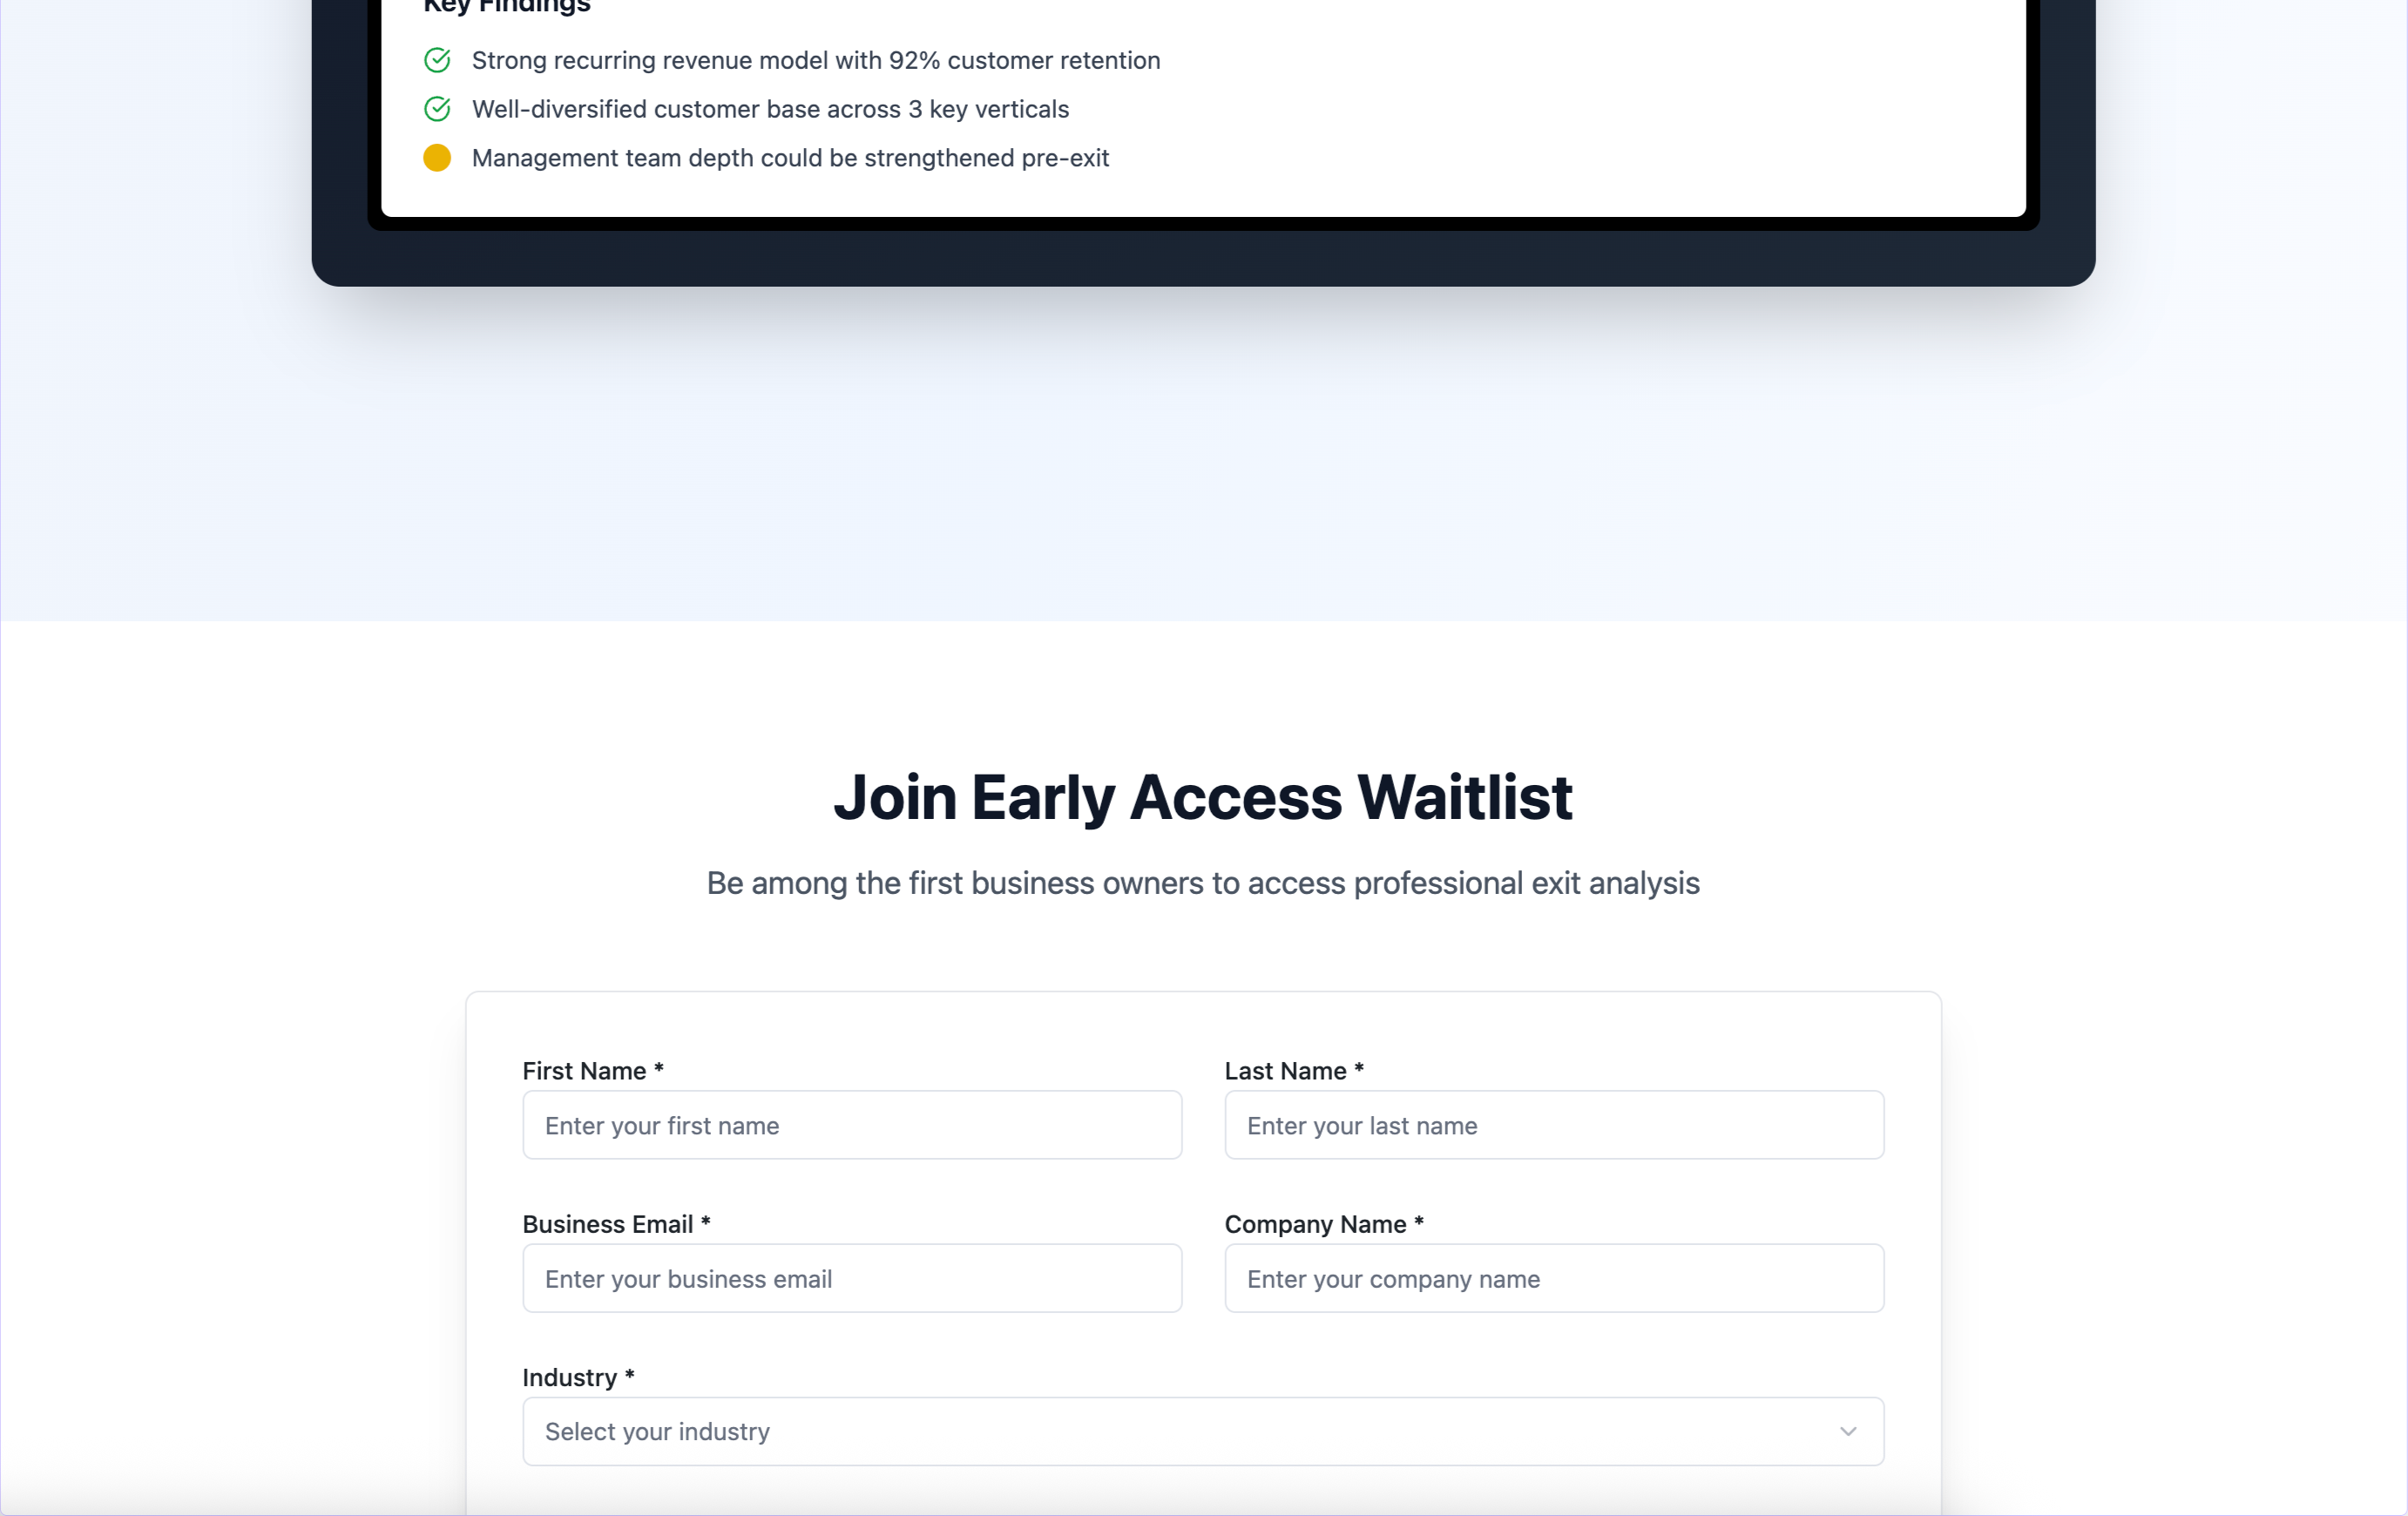 Key Findings
Strong recurring revenue model with 92% customer retention
Well-diversified customer base across 3 key verticals
Management team depth could be strengthened pre-exit
Join Early Access Waitlist
Be among the first business owners to access professional exit analysis
First Name *
Last Name *
Enter your first name
Enter your last name
Business Email *
Company Name *
Enter your business email
Enter your company name
Industry *
Select your industry